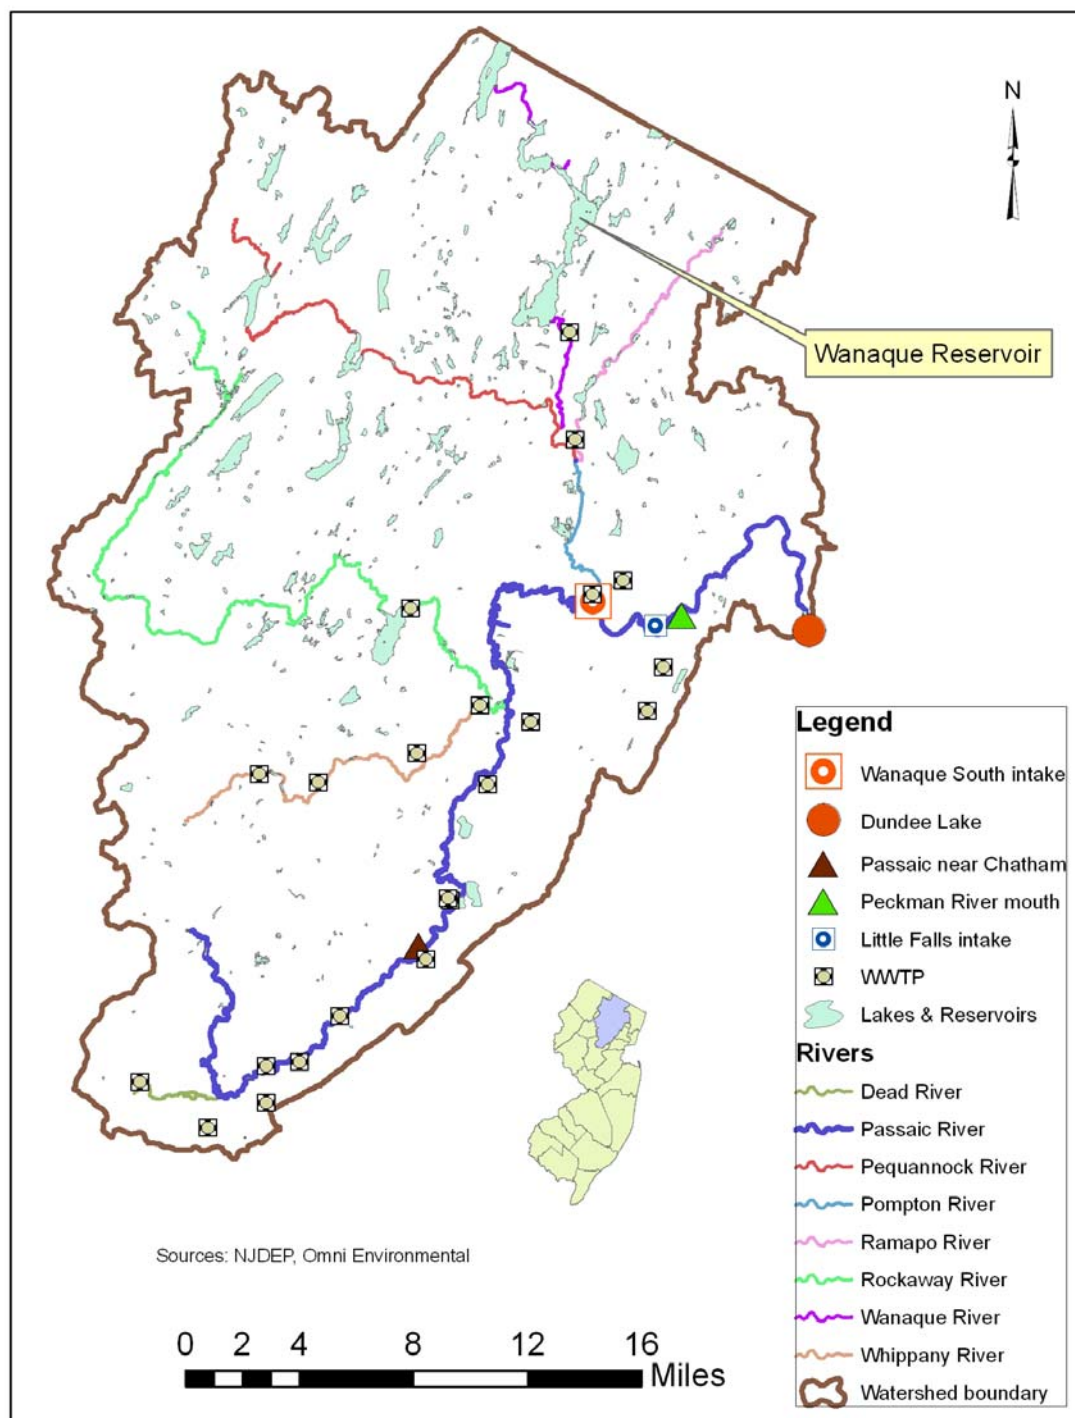 N
Wanaque Reservoir
Legend
Wanaque South intake
Dundee Lake
Passaic near Chatham
Peckman River mouth
Little Falls intake
WWTP
Lakes & Reservoirs
Rivers
Dead River
Passaic River
Pequannock River
Pompton River
Ramapo River
Rockaway River
Wanaque River
Whippany River
Watershed boundary
Sources: NJDEP, Omni Environmental
0 2 4 8 12 16
Miles